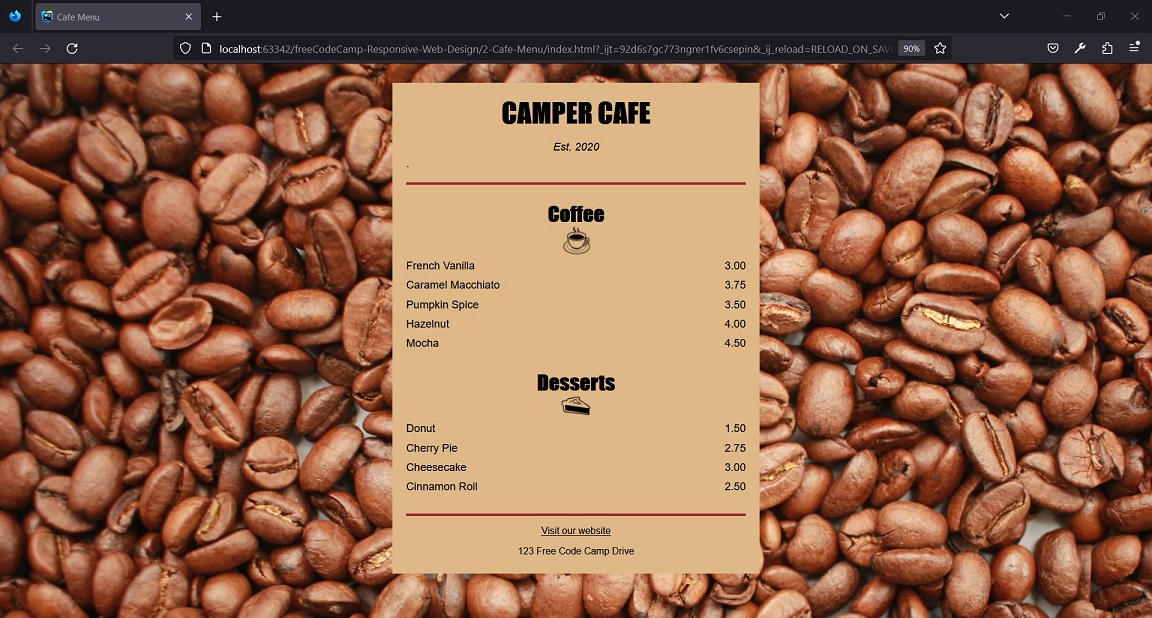 Cafe Menu
localhost:63342/freeCodeCamp-Responsive-Web-Design/2-Cafe-Menu/index.html?_ijt=92d6s7gc773ngrer1fv6csepin&_ij_reload=RELOAD_ON_SAV
90%
CAMPER CAFE
Est. 2020
`
Coffee
French Vanilla 3.00
Caramel Macchiato 3.75
Pumpkin Spice 3.50
Hazelnut 4.00
Mocha 4.50
Desserts
Donut 1.50
Cherry Pie 2.75
Cheesecake 3.00
Cinnamon Roll 2.50
Visit our website
123 Free Code Camp Drive